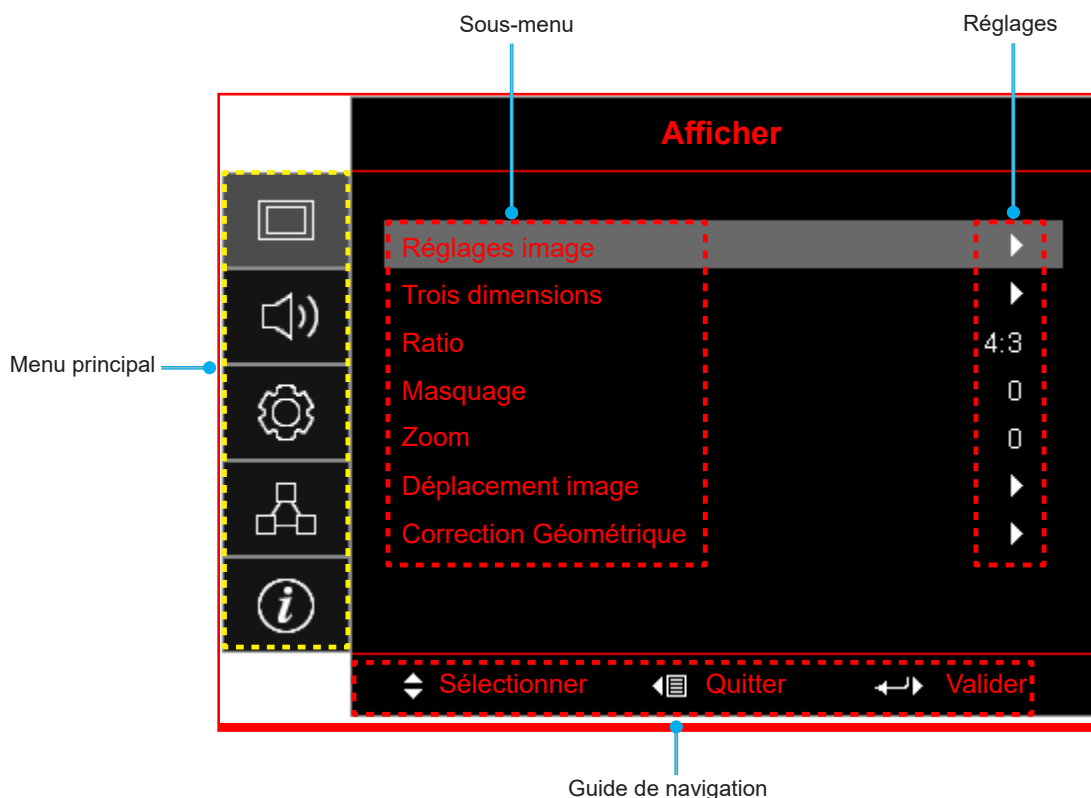 Sous-menu
Réglages
Afficher
Menu principal
Réglages image
Trois dimensions
Ratio 4:3
Masquage 0
Zoom 0
Déplacement image
Correction Géométrique
i
Sélectionner Quitter Valider
Guide de navigation